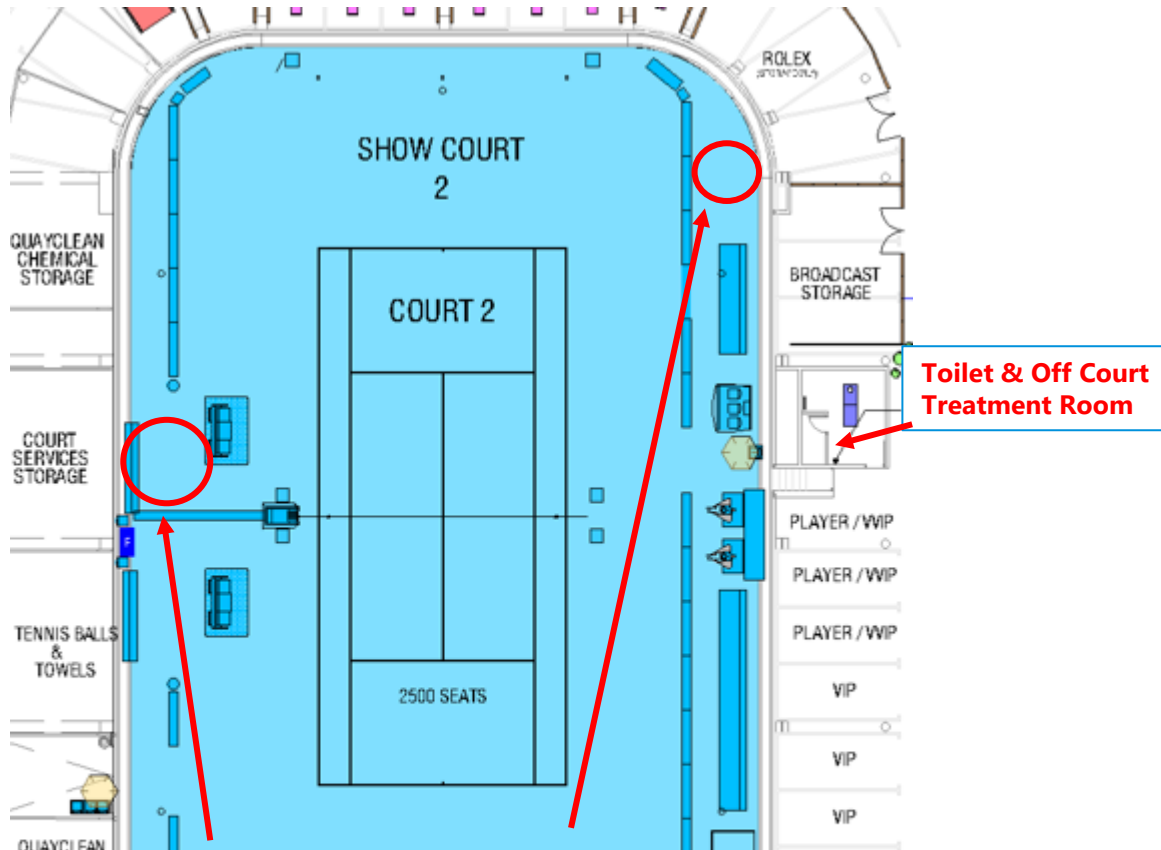 ROLEX
SHOW COURT
2
QUAYCLEAN
CHEMICAL
STORAGE
BROADCAST
STORAGE
COURT 2
Toilet & Off Court
Treatment Room
COURT
SERVICES
STORAGE
PLAYER / VVIP
F
PLAYER / VVIP
TENNIS BALLS
&
TOWELS
PLAYER / VVIP
2500 SEATS
VIP
VIP
VIP
QUAYCLEAN